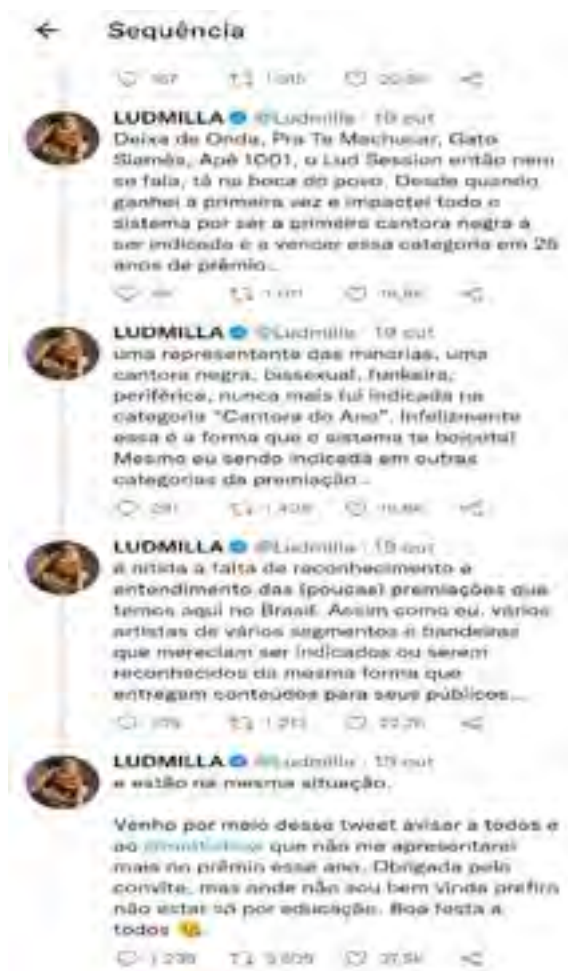 Sequência
167
LUDMILLA @Ludmilla · 19 out
Deixa de Onda, Pra Te Machucar, Gato
Siamês, Apê 1001, o Lud Session então nem
se fala, tá na boca do povo. Desde quando
ganhei a primeira vez e impactei todo o
sistema por ser a primeira cantora negra a
ser indicada e a vencer essa categoria em 25
anos de prêmio...
LUDMILLA @Ludmilla · 19 out
uma representante das minorias, uma
cantora negra, bissexual, funkeira,
periférica, nunca mais fui indicada na
categoria "Cantora do Ano". Infelizmente
essa é a forma que o sistema te boicota!
Mesmo eu sendo indicada em outras
categorias da premiação...
LUDMILLA @Ludmilla · 19 out
é nítida a falta de reconhecimento e
entendimento das (poucas) premiações que
temos aqui no Brasil. Assim como eu, vários
artistas de vários segmentos e bandeiras
que mereciam ser indicados ou serem
reconhecidos da mesma forma que
entregam conteúdos para seus públicos...
LUDMILLA @Ludmilla · 19 out
e estão na mesma situação.
Venho por meio desse tweet avisar a todos e
ao que não me apresentarei
mais no prêmio esse ano. Obrigada pelo
convite, mas onde não sou bem vinda prefiro
não estar só por educação. Boa festa a
todos